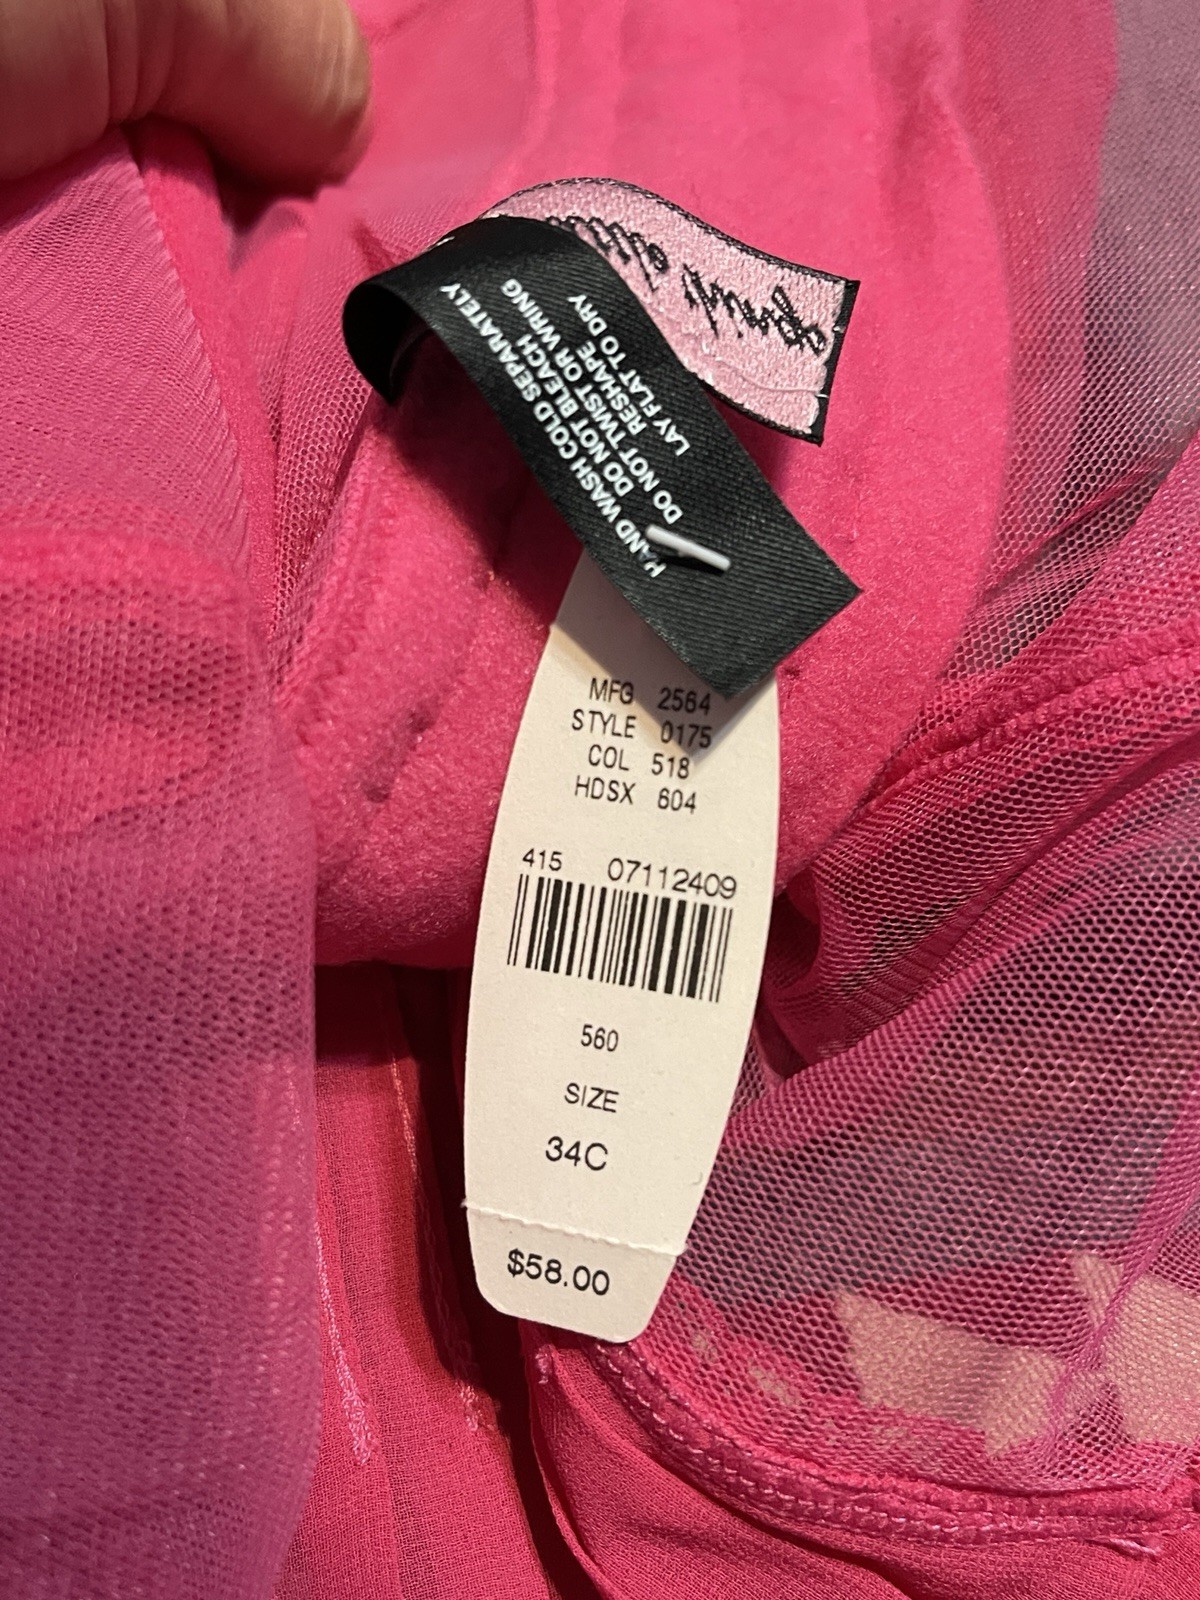 HAND WASH COLD SEPARATELY
DO NOT BLEACH
DO NOT TWIST OR WRING
RESHAPE
LAY FLAT TO DRY
MFG 2564
STYLE 0175
COL 518
HDSX 604
415 07112409
560
SIZE
34C
$58.00